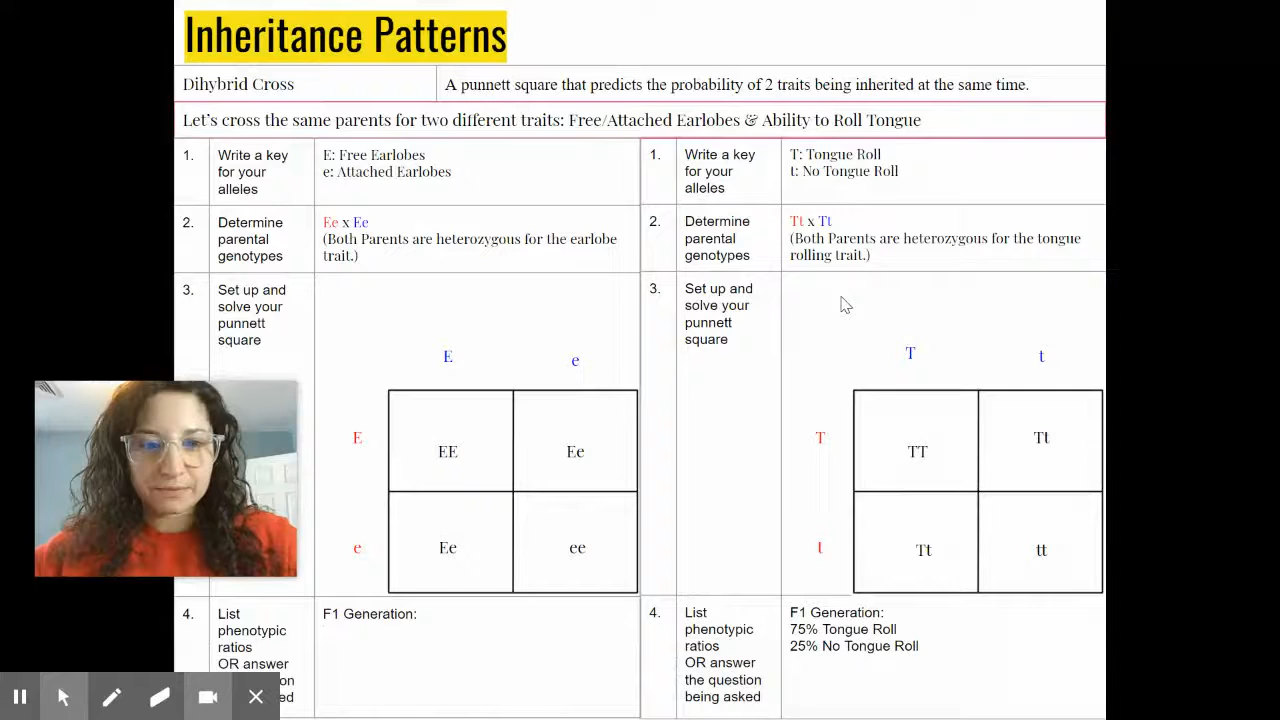 Inheritance Patterns
Dihybrid Cross
A punnett square that predicts the probability of 2 traits being inherited at the same time.
Let's cross the same parents for two different traits: Free/Attached Earlobes & Ability to Roll Tongue
1.
Write a key
for your
alleles
E: Free Earlobes
e: Attached Earlobes
1.
Write a key
for your
alleles
T: Tongue Roll
t: No Tongue Roll
2.
Determine
parental
genotypes
Ee x Ee
(Both Parents are heterozygous for the earlobe
trait.)
2.
Determine
parental
genotypes
Tt x Tt
(Both Parents are heterozygous for the tongue
rolling trait.)
3.
Set up and
solve your
punnett
square
E e
E EE Ee
e Ee ee
3.
Set up and
solve your
punnett
square
T t
T TT Tt
t Tt tt
4.
List
phenotypic
ratios
OR answer
F1 Generation:
4.
List
phenotypic
ratios
OR answer
the question
being asked
F1 Generation:
75% Tongue Roll
25% No Tongue Roll